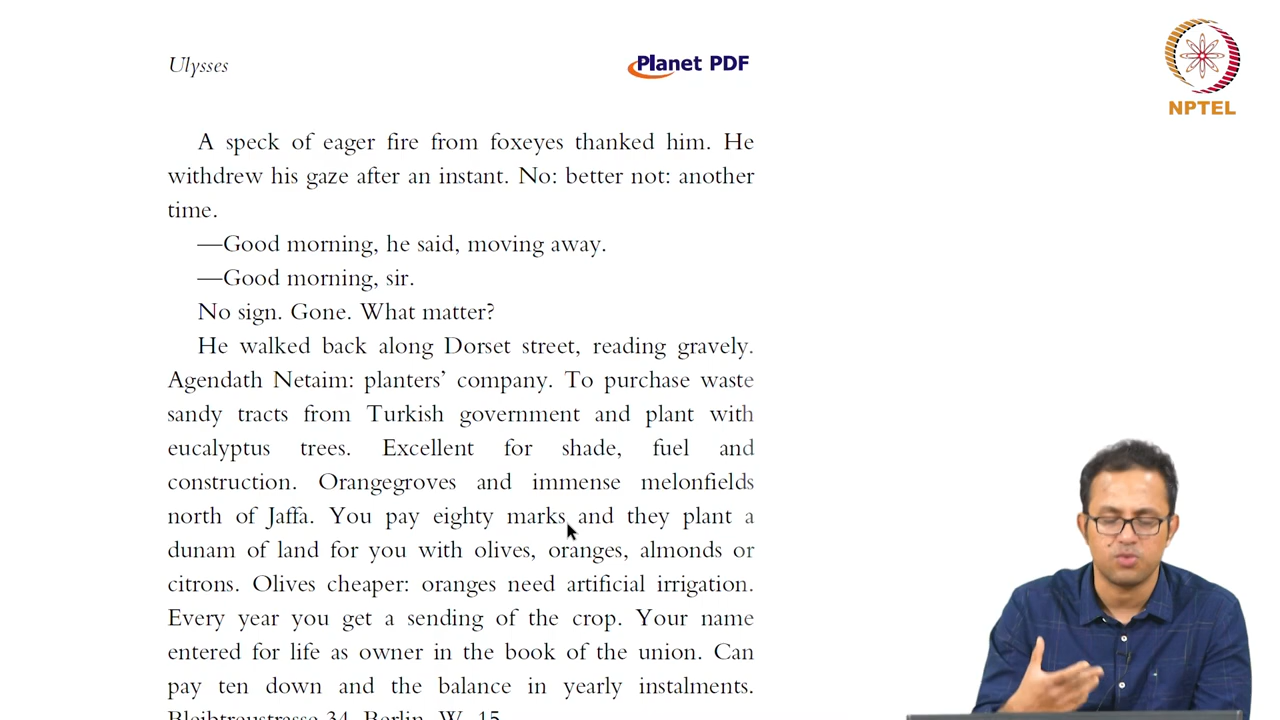 Ulysses
Planet PDF
NPTEL
A speck of eager fire from foxeyes thanked him. He
withdrew his gaze after an instant. No: better not: another
time.
—Good morning, he said, moving away.
—Good morning, sir.
No sign. Gone. What matter?
He walked back along Dorset street, reading gravely.
Agendath Netaim: planters’ company. To purchase waste
sandy tracts from Turkish government and plant with
eucalyptus trees. Excellent for shade, fuel and
construction. Orangegroves and immense melonfields
north of Jaffa. You pay eighty marks and they plant a
dunam of land for you with olives, oranges, almonds or
citrons. Olives cheaper: oranges need artificial irrigation.
Every year you get a sending of the crop. Your name
entered for life as owner in the book of the union. Can
pay ten down and the balance in yearly instalments.
Bleibtreustrasse 34, Berlin, W. 15.